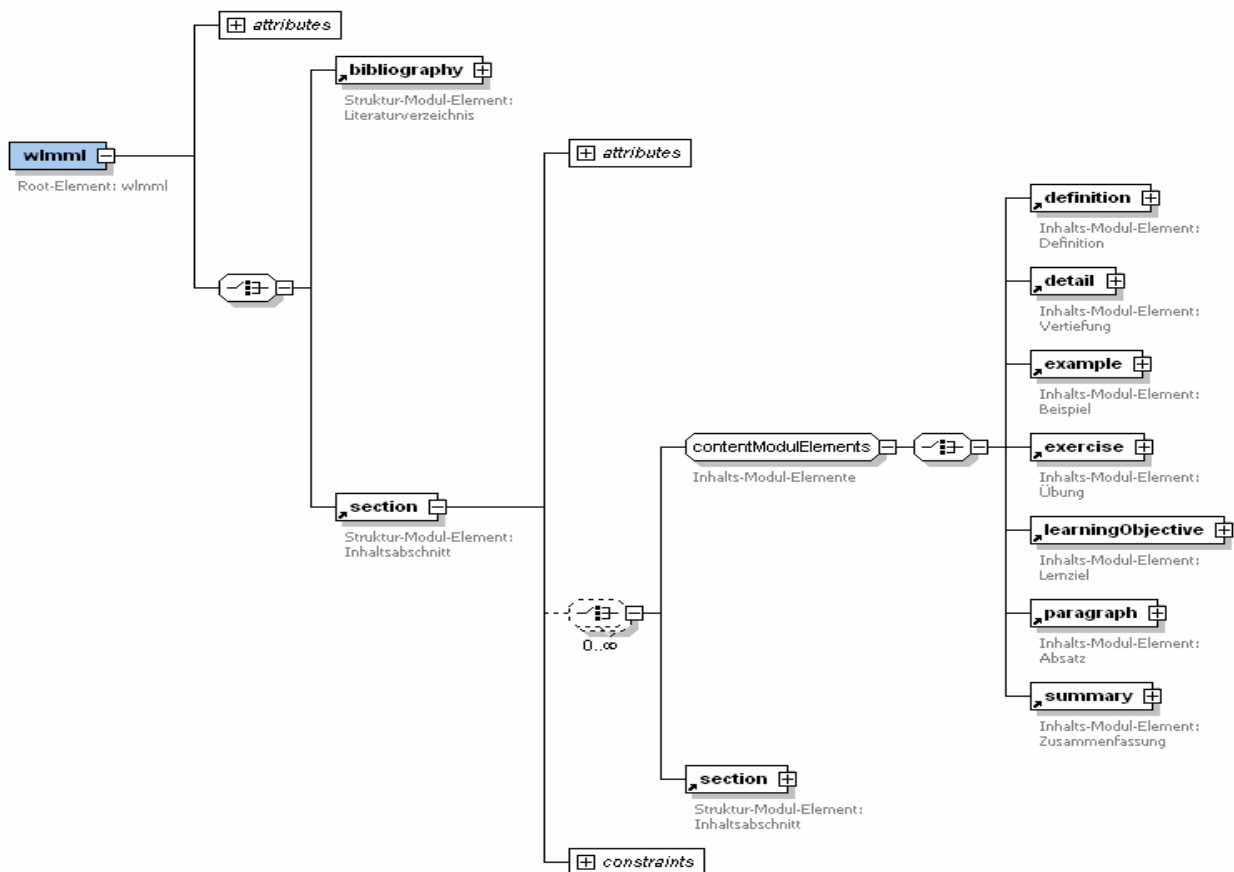 attributes
bibliography
Struktur-Modul-Element:
Literaturverzeichnis
wlmml
Root-Element: wlmml
section
Struktur-Modul-Element:
Inhaltsabschnitt
attributes
0..∞
contentModulElements
Inhalts-Modul-Elemente
section
Struktur-Modul-Element:
Inhaltsabschnitt
constraints
definition
Inhalts-Modul-Element:
Definition
detail
Inhalts-Modul-Element:
Vertiefung
example
Inhalts-Modul-Element:
Beispiel
exercise
Inhalts-Modul-Element:
Übung
learningObjective
Inhalts-Modul-Element:
Lernziel
paragraph
Inhalts-Modul-Element:
Absatz
summary
Inhalts-Modul-Element:
Zusammenfassung